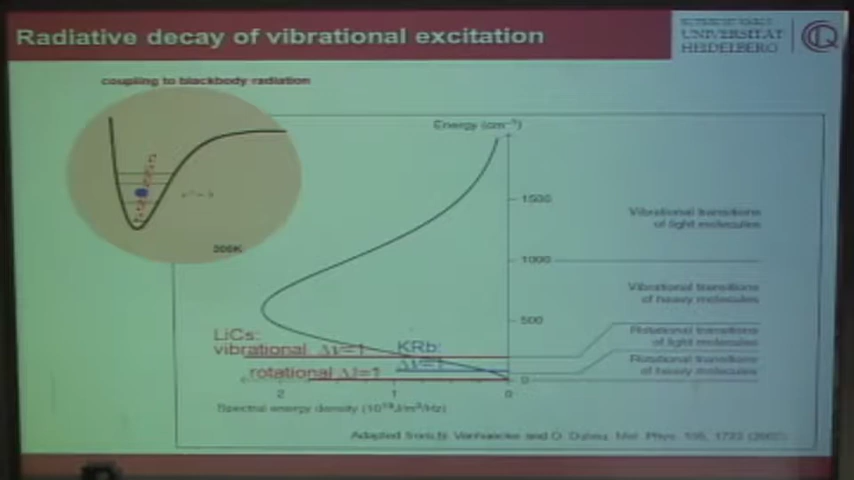 Radiative decay of vibrational excitation
UNIVERSITÄT
HEIDELBERG
coupling to blackbody radiation
Energy (cm⁻¹)
1500
Vibrational transitions
of light molecules
300K
1000
Vibrational transitions
of heavy molecules
500
LiCs:
vibrational Δv=1
KRb:
Δv=1
Rotational transitions
of light molecules
rotational ΔJ=1
Rotational transitions
of heavy molecules
2
1
0
0
Spectral energy density
Adapted from N. Vanhaecke and O. Dulieu, Mol. Phys.